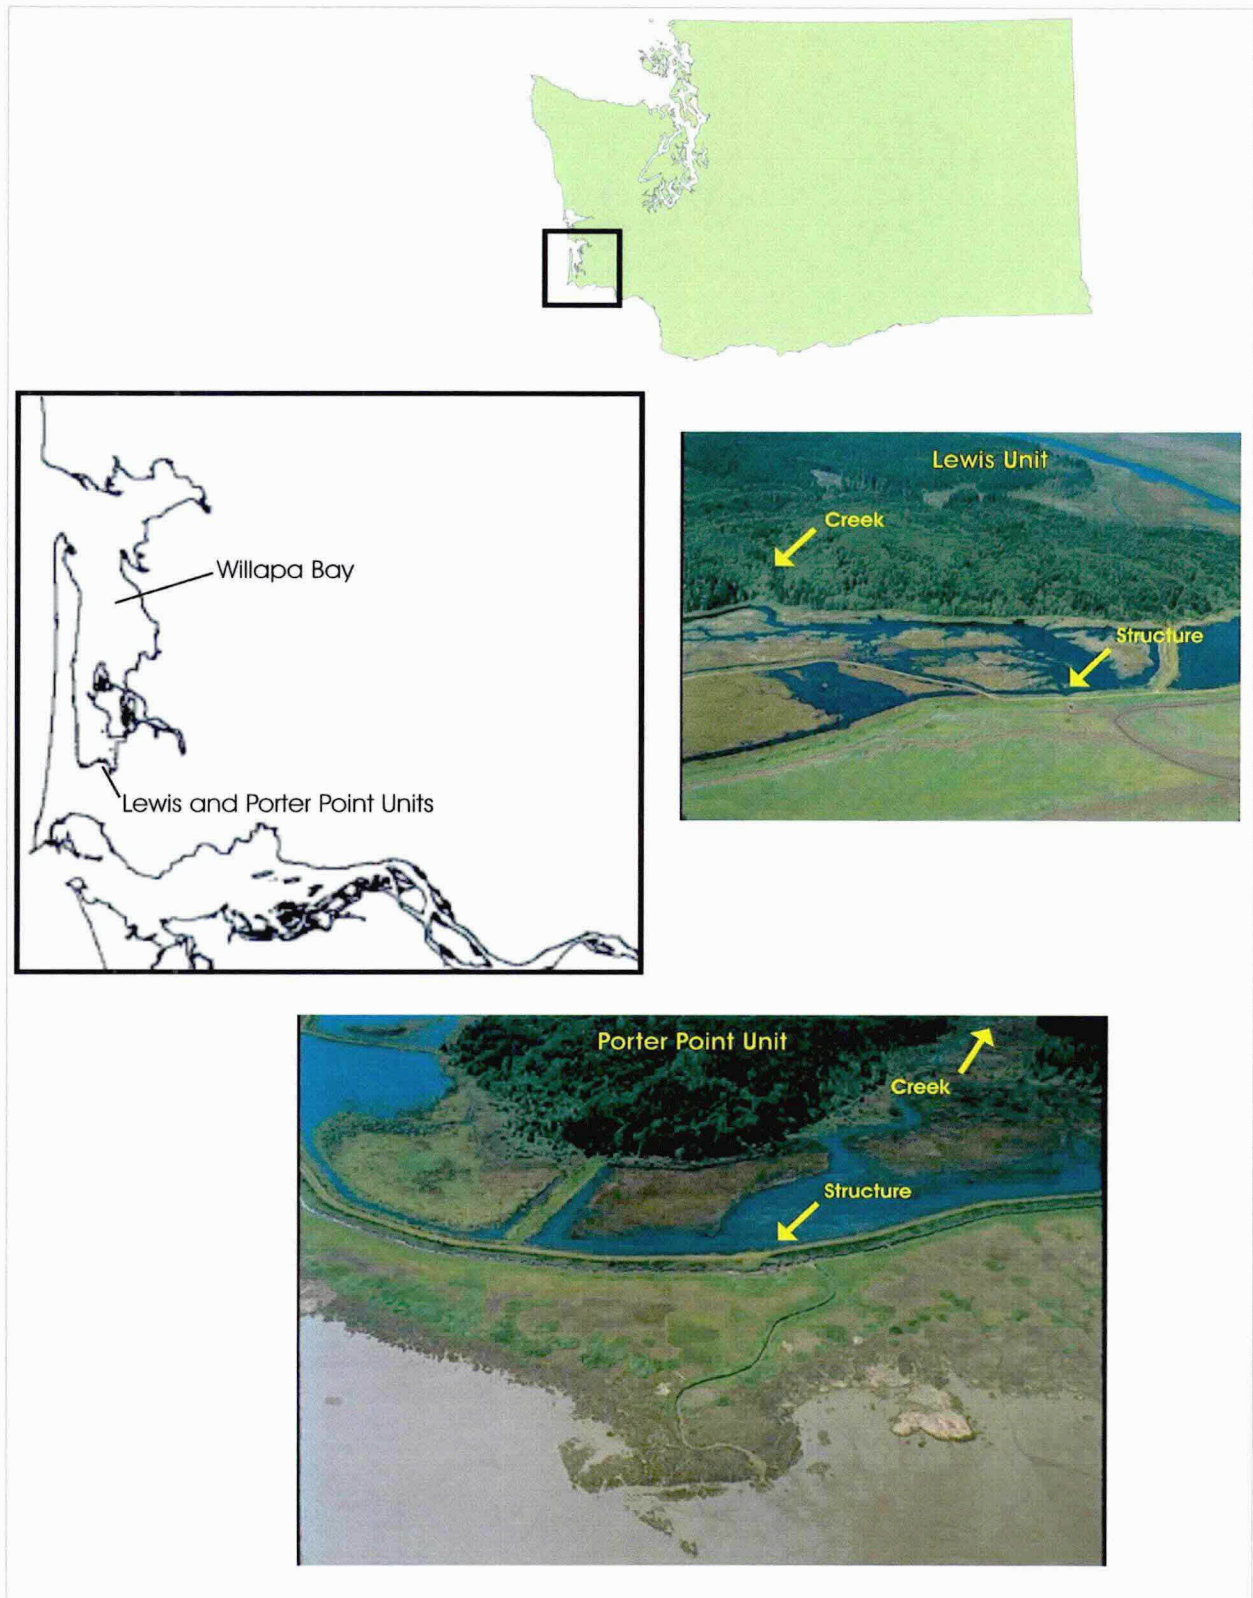 Willapa Bay
Lewis and Porter Point Units
Lewis Unit
Creek
Structure
Porter Point Unit
Creek
Structure